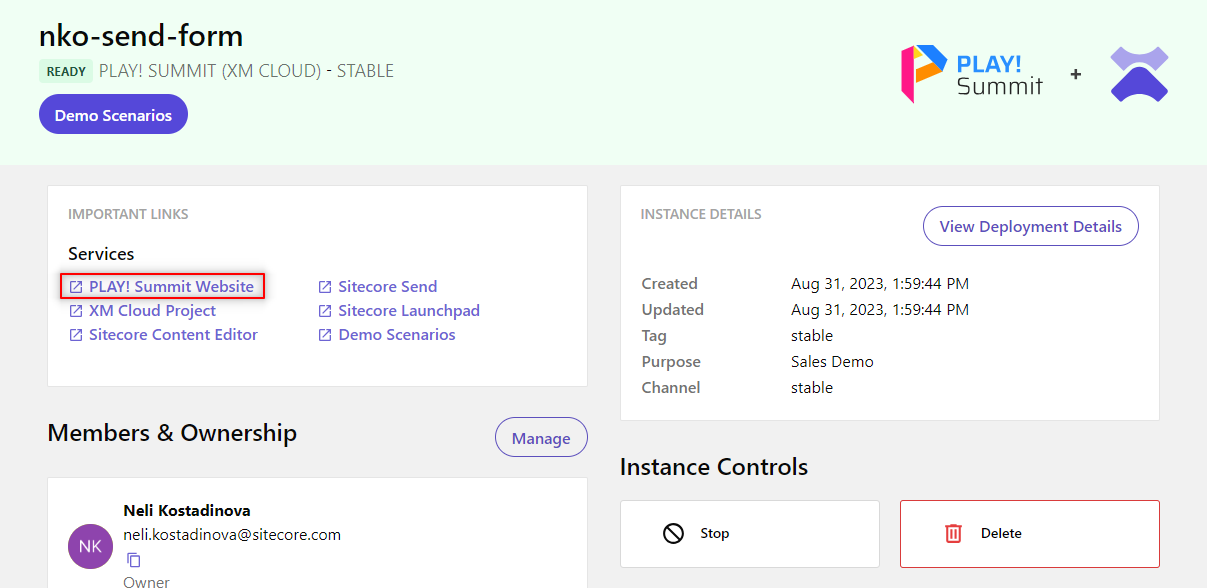 nko-send-form
READY PLAY! SUMMIT (XM CLOUD) - STABLE
Demo Scenarios
PLAY!
Summit
+
IMPORTANT LINKS
Services
PLAY! Summit Website
XM Cloud Project
Sitecore Content Editor
Sitecore Send
Sitecore Launchpad
Demo Scenarios
INSTANCE DETAILS
View Deployment Details
Created Aug 31, 2023, 1:59:44 PM
Updated Aug 31, 2023, 1:59:44 PM
Tag stable
Purpose Sales Demo
Channel stable
Members & Ownership
Manage
NK
Neli Kostadinova
neli.kostadinova@sitecore.com
Owner
Instance Controls
Stop
Delete